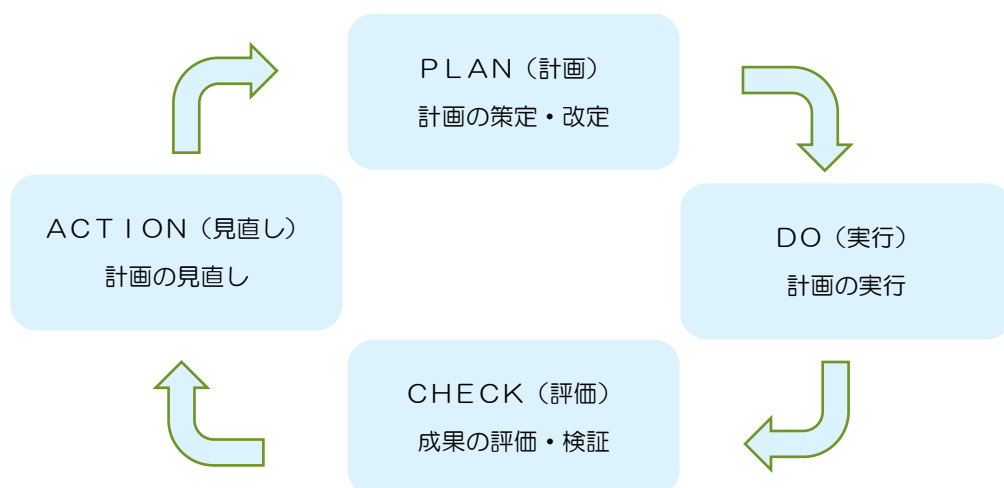 ＰＬＡＮ（計画）
計画の策定・改定
ＤＯ（実行）
計画の実行
ＣＨＥＣＫ（評価）
成果の評価・検証
ＡＣＴＩＯＮ（見直し）
計画の見直し